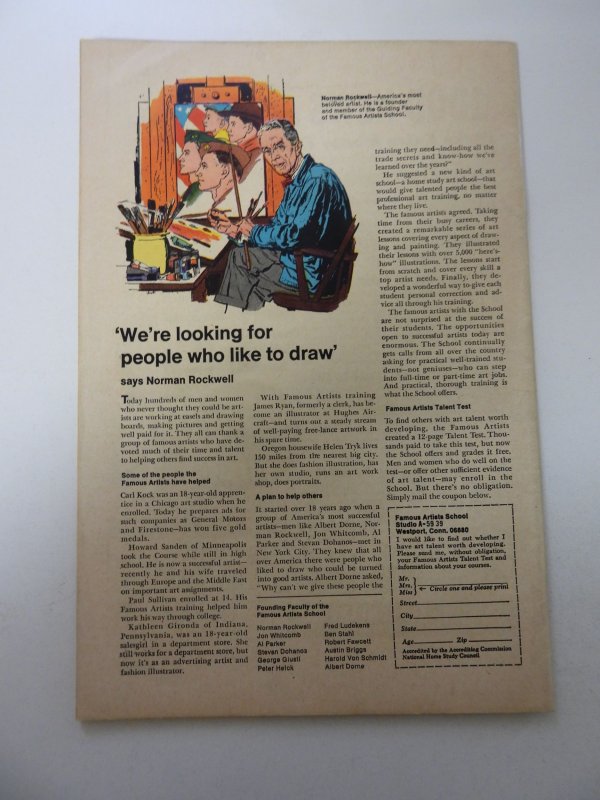 Norman Rockwell—America's most
beloved artist. He is a founder
and member of the Guiding Faculty
of the Famous Artists School.
'We're looking for
people who like to draw'
says Norman Rockwell
Today hundreds of men and women
who never thought they could be art-
ists are working at easels and drawing
boards, making pictures and getting
well paid for it. They all can thank a
group of famous artists who have de-
voted much of their time and talent
to helping others find success in art.
Some of the people the
Famous Artists have helped
Carl Kock was an 18-year-old appren-
tice in a Chicago art studio when he
enrolled. Today he prepares ads for
such companies as General Motors
and Firestone—has won five gold
medals.
Howard Sanden of Minneapolis
took the Course while still in high
school. He is now a successful artist—
recently he and his wife traveled
through Europe and the Middle East
on important art assignments.
Paul Sullivan enrolled at 14. His
Famous Artists training helped him
work his way through college.
Kathleen Gironda of Indiana,
Pennsylvania, was an 18-year-old
salesgirl in a department store. She
still works for a department store, but
now it's as an advertising artist and
fashion illustrator.
With Famous Artists training
James Ryan, formerly a clerk, has be-
come an illustrator at Hughes Air-
craft—and turns out a steady stream
of well-paying free-lance artwork in
his spare time.
Oregon housewife Helen Tryk lives
150 miles from the nearest big city.
But she does fashion illustration, has
her own studio, runs an art work
shop, does portraits.
A plan to help others
It started over 18 years ago when a
group of America's most successful
artists—men like Albert Dorne, Nor-
man Rockwell, Jon Whitcomb, Al
Parker and Stevan Dohanos—met in
New York City. They knew that all
over America there were people who
liked to draw who could be turned
into good artists. Albert Dorne asked,
"Why can't we give these people the
Founding Faculty of the
Famous Artists School
Norman Rockwell
Jon Whitcomb
Al Parker
Stevan Dohanos
George Giusti
Peter Helck
Fred Ludekens
Ben Stahl
Robert Fawcett
Austin Briggs
Harold Von Schmidt
Albert Dorne
training they need—including all the
trade secrets and know-how we've
learned over the years?"
He suggested a new kind of art
school—a home study art school—that
would give talented people the best
professional art training, no matter
where they live.
The famous artists agreed. Taking
time from their busy careers, they
created a remarkable series of art
lessons covering every aspect of draw-
ing and painting. They illustrated
their lessons with over 5,000 "here's-
how" illustrations. The lessons start
from scratch and cover every skill a
top artist needs. Finally, they de-
veloped a wonderful way to give each
student personal correction and ad-
vice all through his training.
The famous artists with the School
are not surprised at the success of
their students. The opportunities
open to successful artists today are
enormous. The School continually
gets calls from all over the country
asking for practical well-trained stu-
dents—not geniuses—who can step
into full-time or part-time art jobs.
And practical, thorough training is
what the School offers.
Famous Artists Talent Test
To find others with art talent worth
developing, the Famous Artists
created a 12-page Talent Test. Thou-
sands paid to take this test, but now
the School offers and grades it free.
Men and women who do well on the
test—or offer other sufficient evidence
of art talent—may enroll in the
School. But there's no obligation.
Simply mail the coupon below.
Famous Artists School
Studio A-5939
Westport, Conn. 06880
I would like to find out whether I
have art talent worth developing.
Please send me, without obligation,
your Famous Artists Talent Test and
information about your courses.
Mr.
Mrs. Circle one and please print
Miss
Street
City
State
Age Zip
Accredited by the Accrediting Commission
National Home Study Council